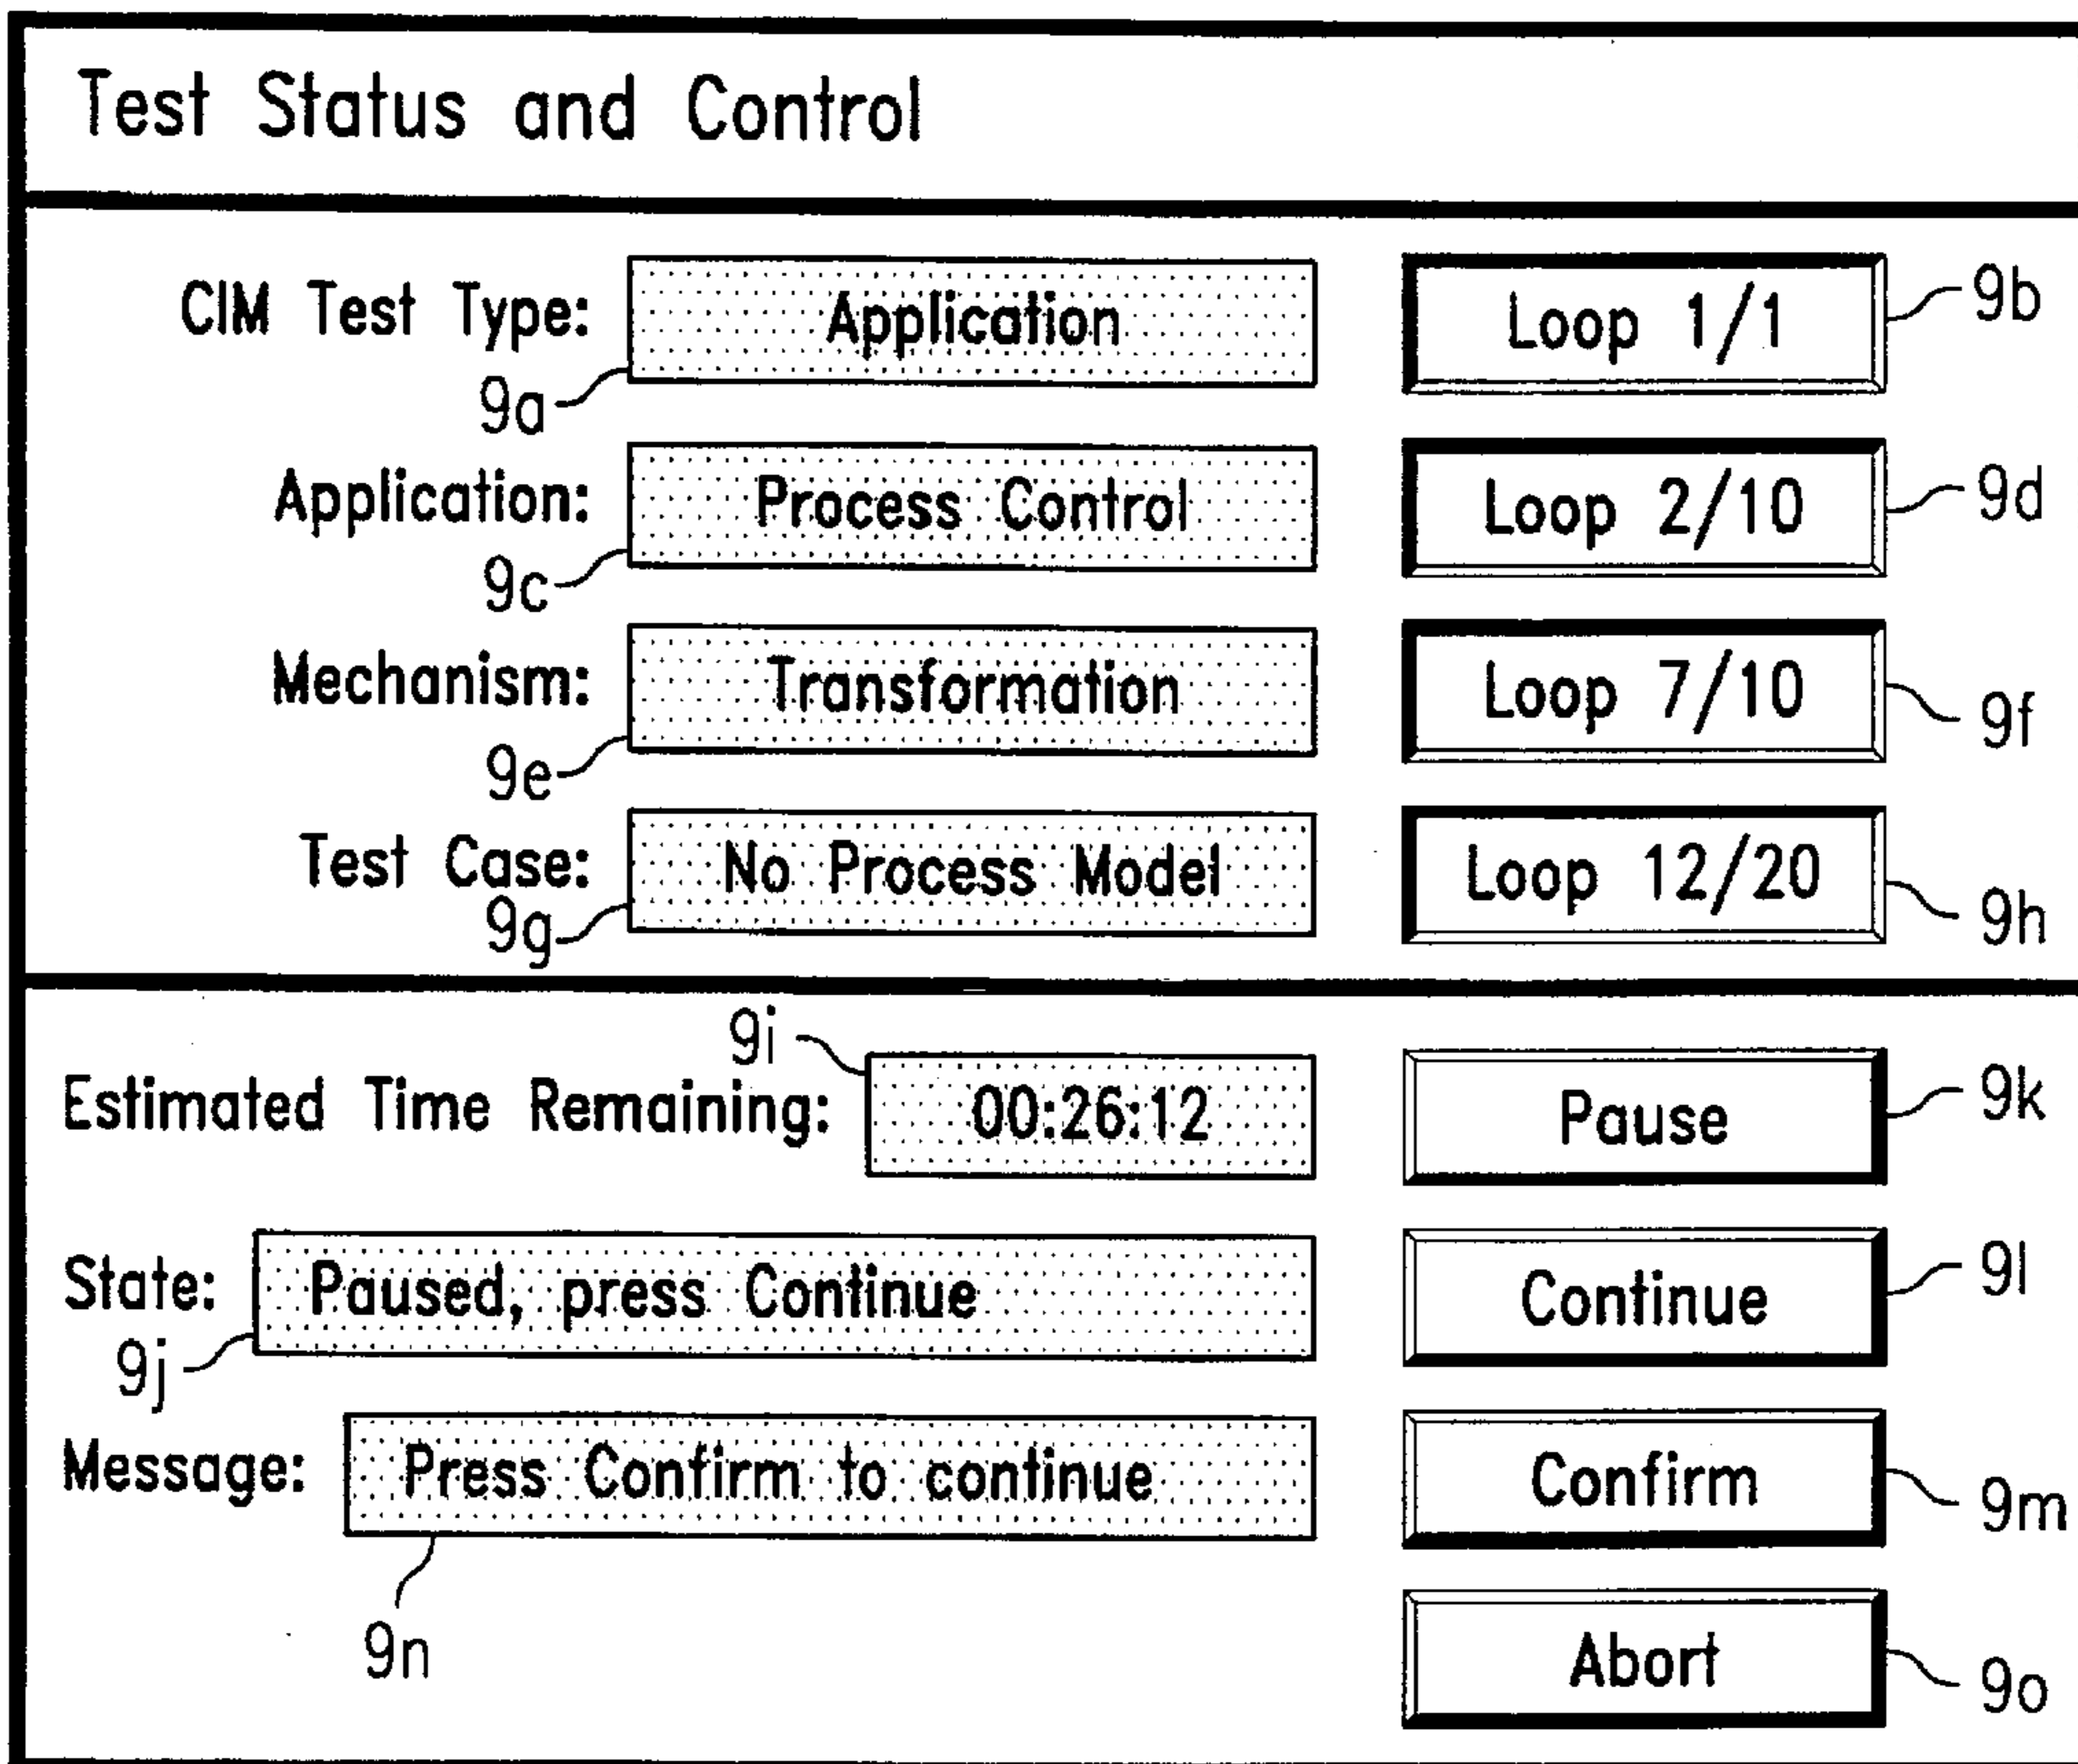 Test Status and Control
CIM Test Type: Application Loop 1/1 9b
9a
Application: Process Control Loop 2/10 9d
9c
Mechanism: Transformation Loop 7/10 9f
9e
Test Case: No Process Model Loop 12/20 9h
9g
9i
Estimated Time Remaining: 00:26:12 Pause 9k
State: Paused, press Continue Continue 9l
9j
Message: Press Confirm to continue Confirm 9m
9n
Abort 9o